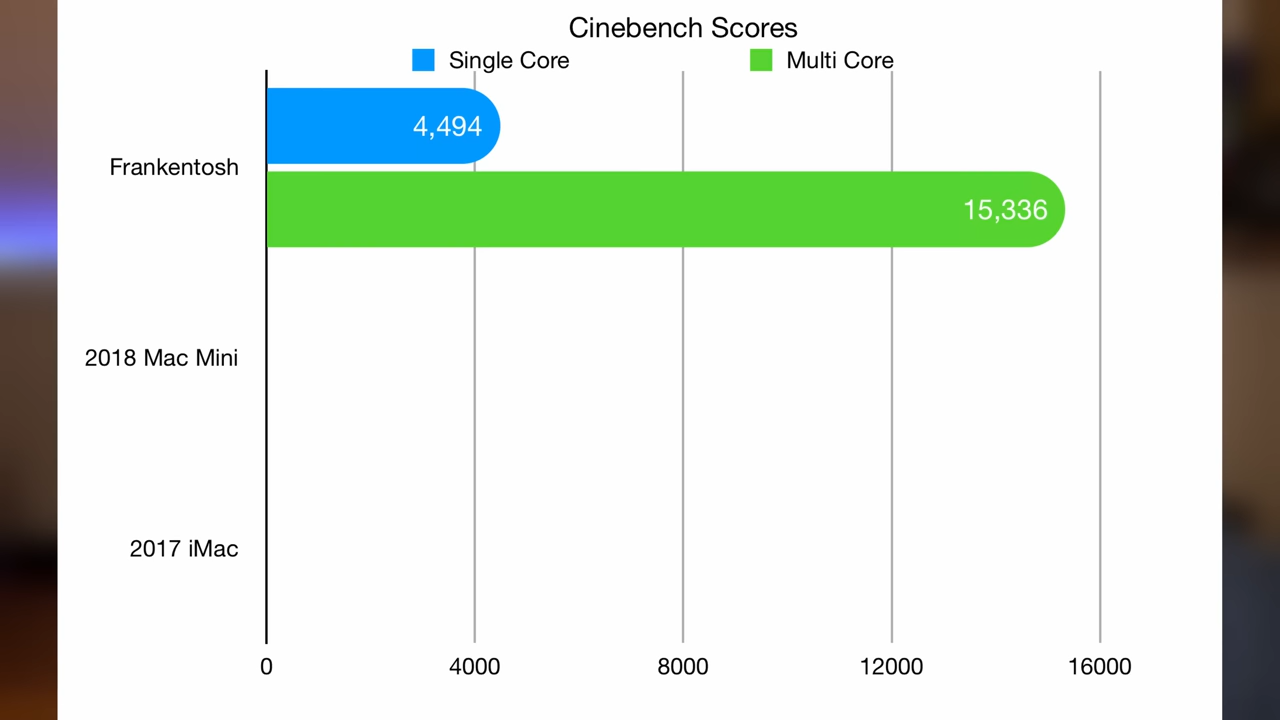 Cinebench Scores
Single Core Multi Core
4,494
Frankentosh
15,336
2018 Mac Mini
2017 iMac
0 4000 8000 12000 16000